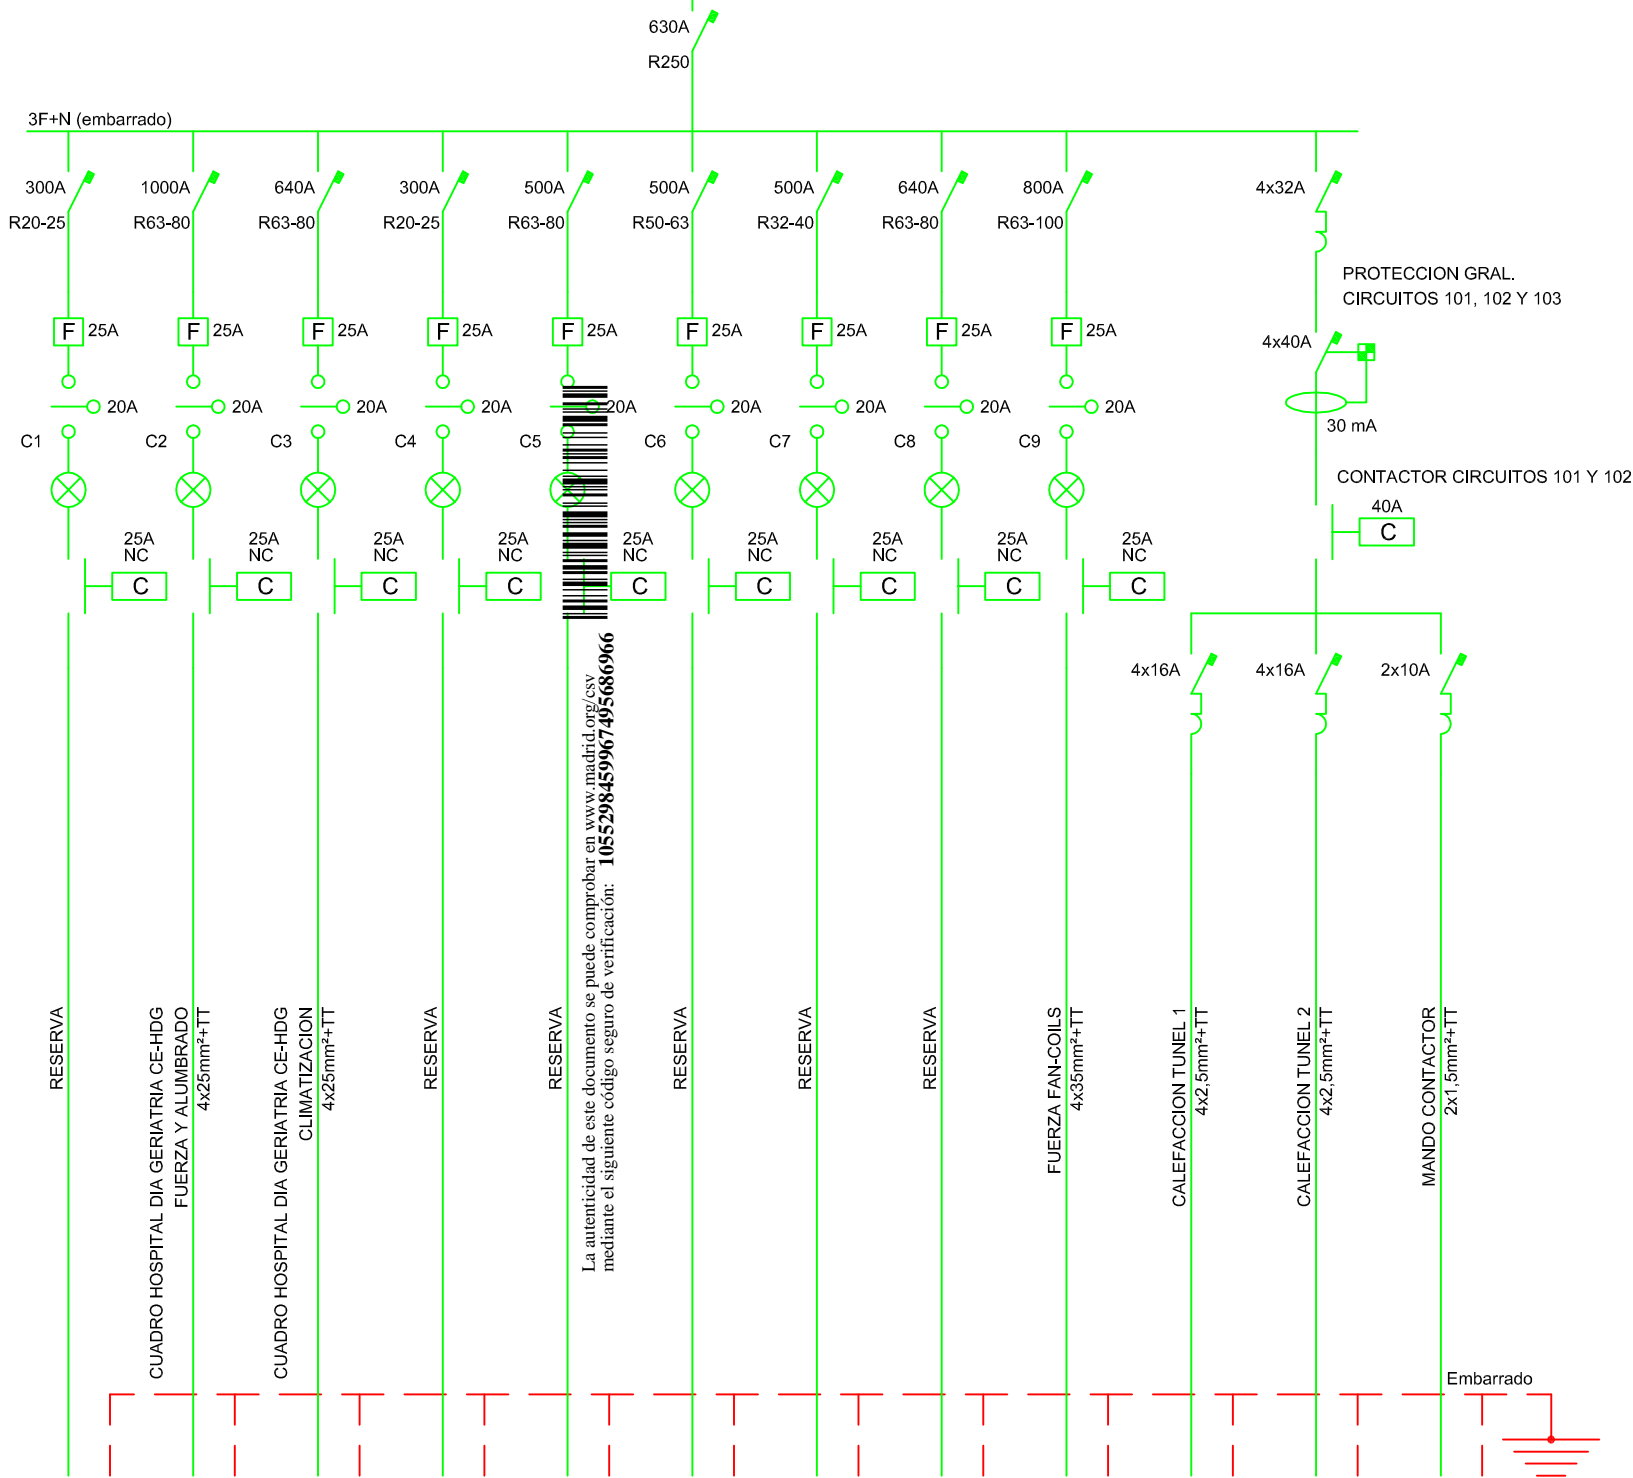 630A
R250
3F+N (embarrado)
300A
R20-25
1000A
R63-80
640A
R63-80
300A
R20-25
500A
R63-80
500A
R50-63
500A
R32-40
640A
R63-80
800A
R63-100
4x32A
PROTECCION GRAL.
CIRCUITOS 101, 102 Y 103
F 25A
F 25A
F 25A
F 25A
F 25A
F 25A
F 25A
F 25A
F 25A
4x40A
30 mA
20A
20A
20A
20A
20A
20A
20A
20A
20A
C1
C2
C3
C4
C5
C6
C7
C8
C9
CONTACTOR CIRCUITOS 101 Y 102
40A
C
25A
NC
C
25A
NC
C
25A
NC
C
25A
NC
C
25A
NC
C
25A
NC
C
25A
NC
C
25A
NC
C
25A
NC
C
4x16A
4x16A
2x10A
La autenticidad de este documento se puede comprobar en www.madrid.org/csv
mediante el siguiente código seguro de verificación: 1055298459967495686966
RESERVA
CUADRO HOSPITAL DIA GERIATRIA CE-HDG
FUERZA Y ALUMBRADO
4x25mm²+TT
CUADRO HOSPITAL DIA GERIATRIA CE-HDG
CLIMATIZACION
4x25mm²+TT
RESERVA
RESERVA
RESERVA
RESERVA
RESERVA
FUERZA FAN-COILS
4x35mm²+TT
CALEFACCION TUNEL 1
4x2,5mm²+TT
CALEFACCION TUNEL 2
4x2,5mm²+TT
MANDO CONTACTOR
2x1,5mm²+TT
Embarrado